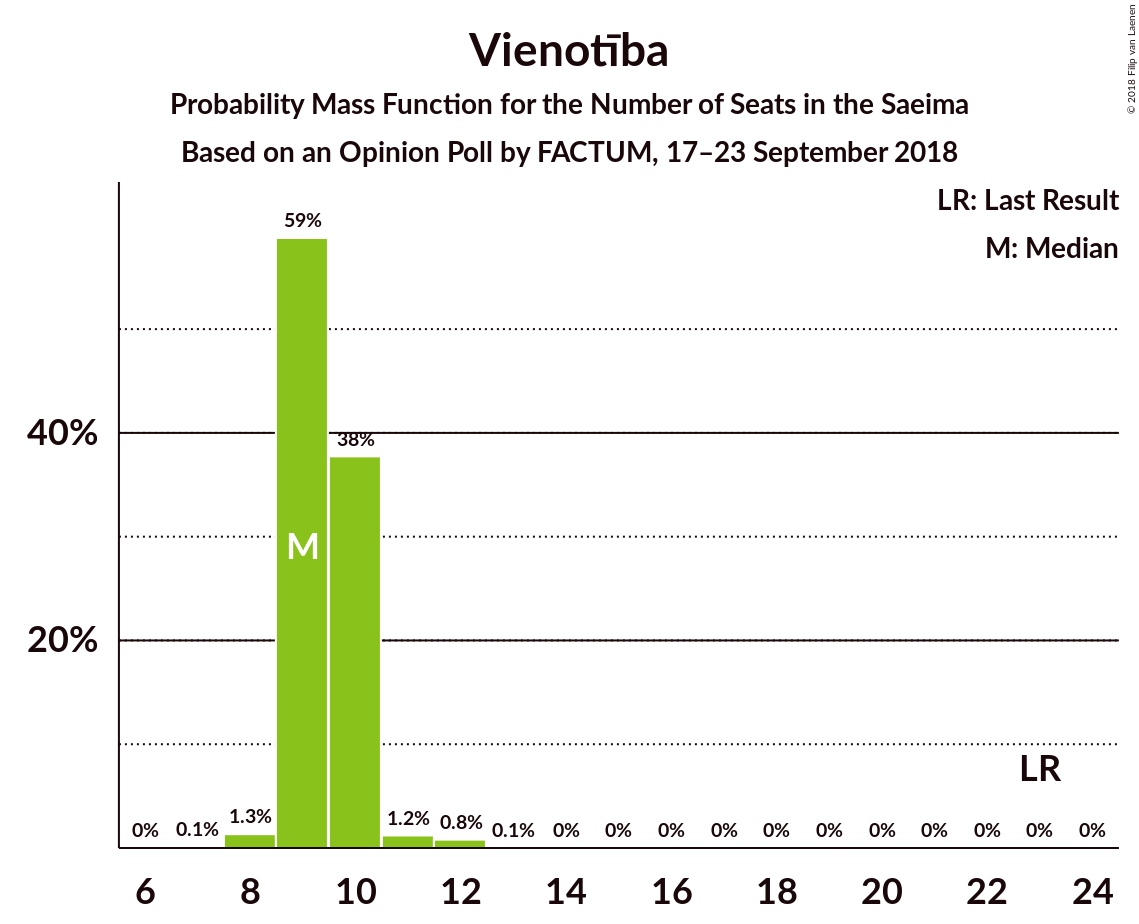 Vienotība
Probability Mass Function for the Number of Seats in the Saeima
Based on an Opinion Poll by FACTUM, 17–23 September 2018
© 2018 Filip van Laenen
LR: Last Result
M: Median
59%
40%
38%
M
20%
LR
0% 0.1% 1.3% 1.2% 0.8% 0.1% 0% 0% 0% 0% 0% 0% 0% 0% 0% 0% 0%
6 8 10 12 14 16 18 20 22 24